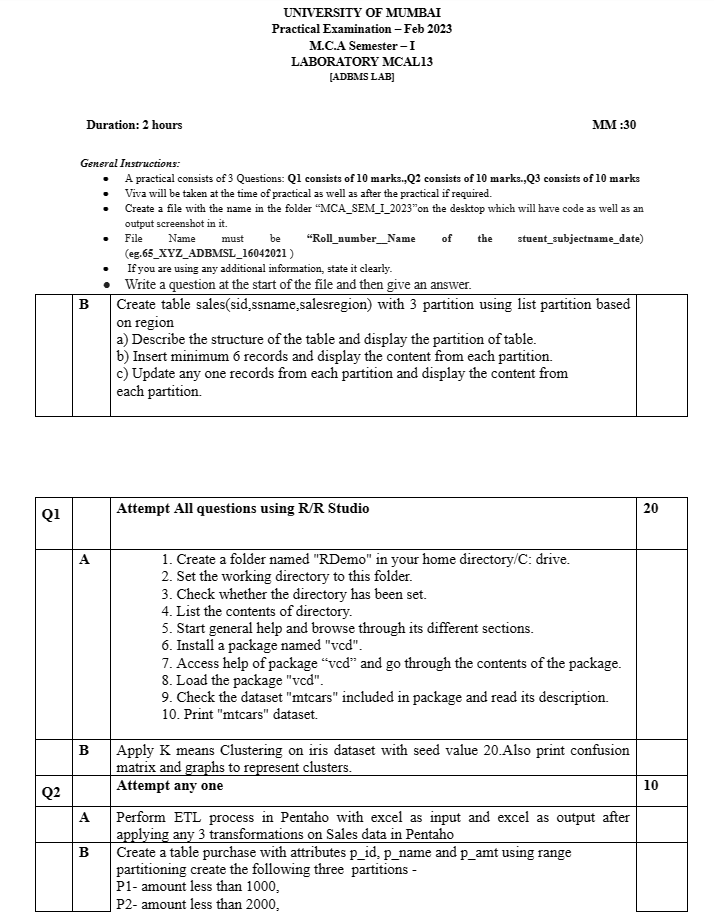 UNIVERSITY OF MUMBAI
Practical Examination – Feb 2023
M.C.A Semester – I
LABORATORY MCAL13
[ADBMS LAB]
Duration: 2 hours MM :30
General Instructions:
• A practical consists of 3 Questions: Q1 consists of 10 marks.,Q2 consists of 10 marks.,Q3 consists of 10 marks
• Viva will be taken at the time of practical as well as after the practical if required.
• Create a file with the name in the folder “MCA_SEM_I_2023”on the desktop which will have code as well as an
output screenshot in it.
• File Name must be “Roll_number__Name of the stuent_subjectname_date)
(eg.65_XYZ_ADBMSL_16042021 )
• If you are using any additional information, state it clearly.
• Write a question at the start of the file and then give an answer.
B Create table sales(sid,ssname,salesregion) with 3 partition using list partition based
on region
a) Describe the structure of the table and display the partition of table.
b) Insert minimum 6 records and display the content from each partition.
c) Update any one records from each partition and display the content from
each partition.
Q1 Attempt All questions using R/R Studio 20
A 1. Create a folder named "RDemo" in your home directory/C: drive.
2. Set the working directory to this folder.
3. Check whether the directory has been set.
4. List the contents of directory.
5. Start general help and browse through its different sections.
6. Install a package named "vcd".
7. Access help of package “vcd” and go through the contents of the package.
8. Load the package "vcd".
9. Check the dataset "mtcars" included in package and read its description.
10. Print "mtcars" dataset.
B Apply K means Clustering on iris dataset with seed value 20.Also print confusion
matrix and graphs to represent clusters.
Q2 Attempt any one 10
A Perform ETL process in Pentaho with excel as input and excel as output after
applying any 3 transformations on Sales data in Pentaho
B Create a table purchase with attributes p_id, p_name and p_amt using range
partitioning create the following three partitions -
P1- amount less than 1000,
P2- amount less than 2000,